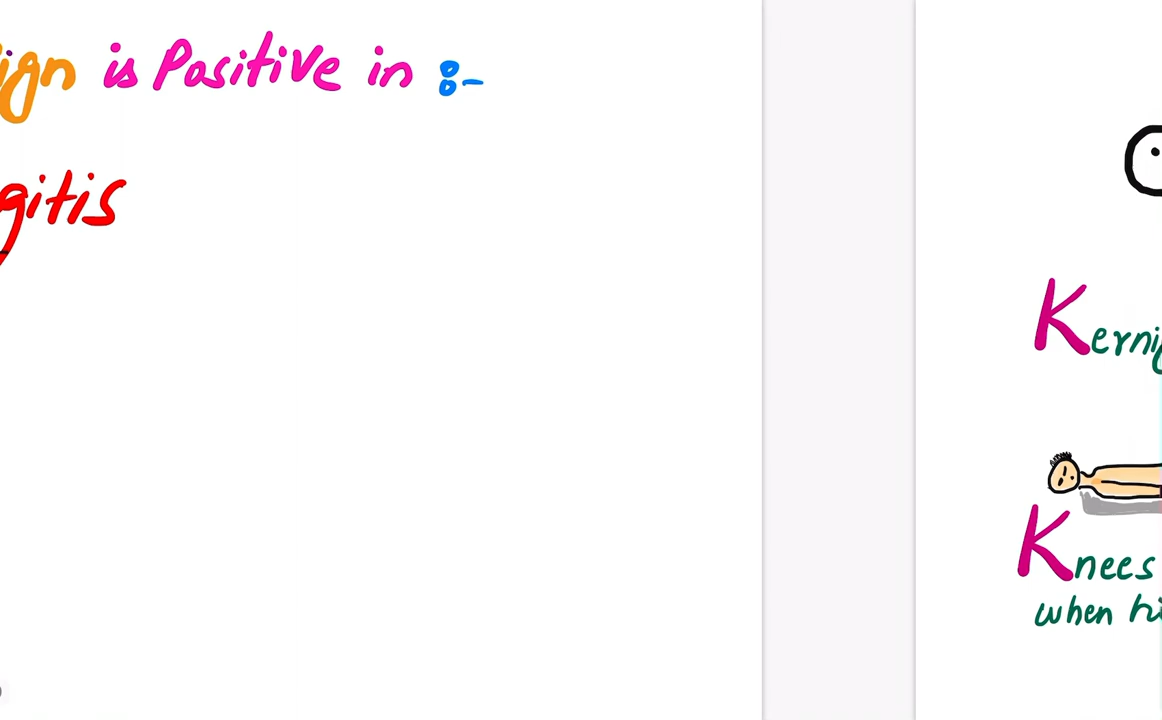 ign is Positive in :-
gitis
Kerni
Knees
when hi